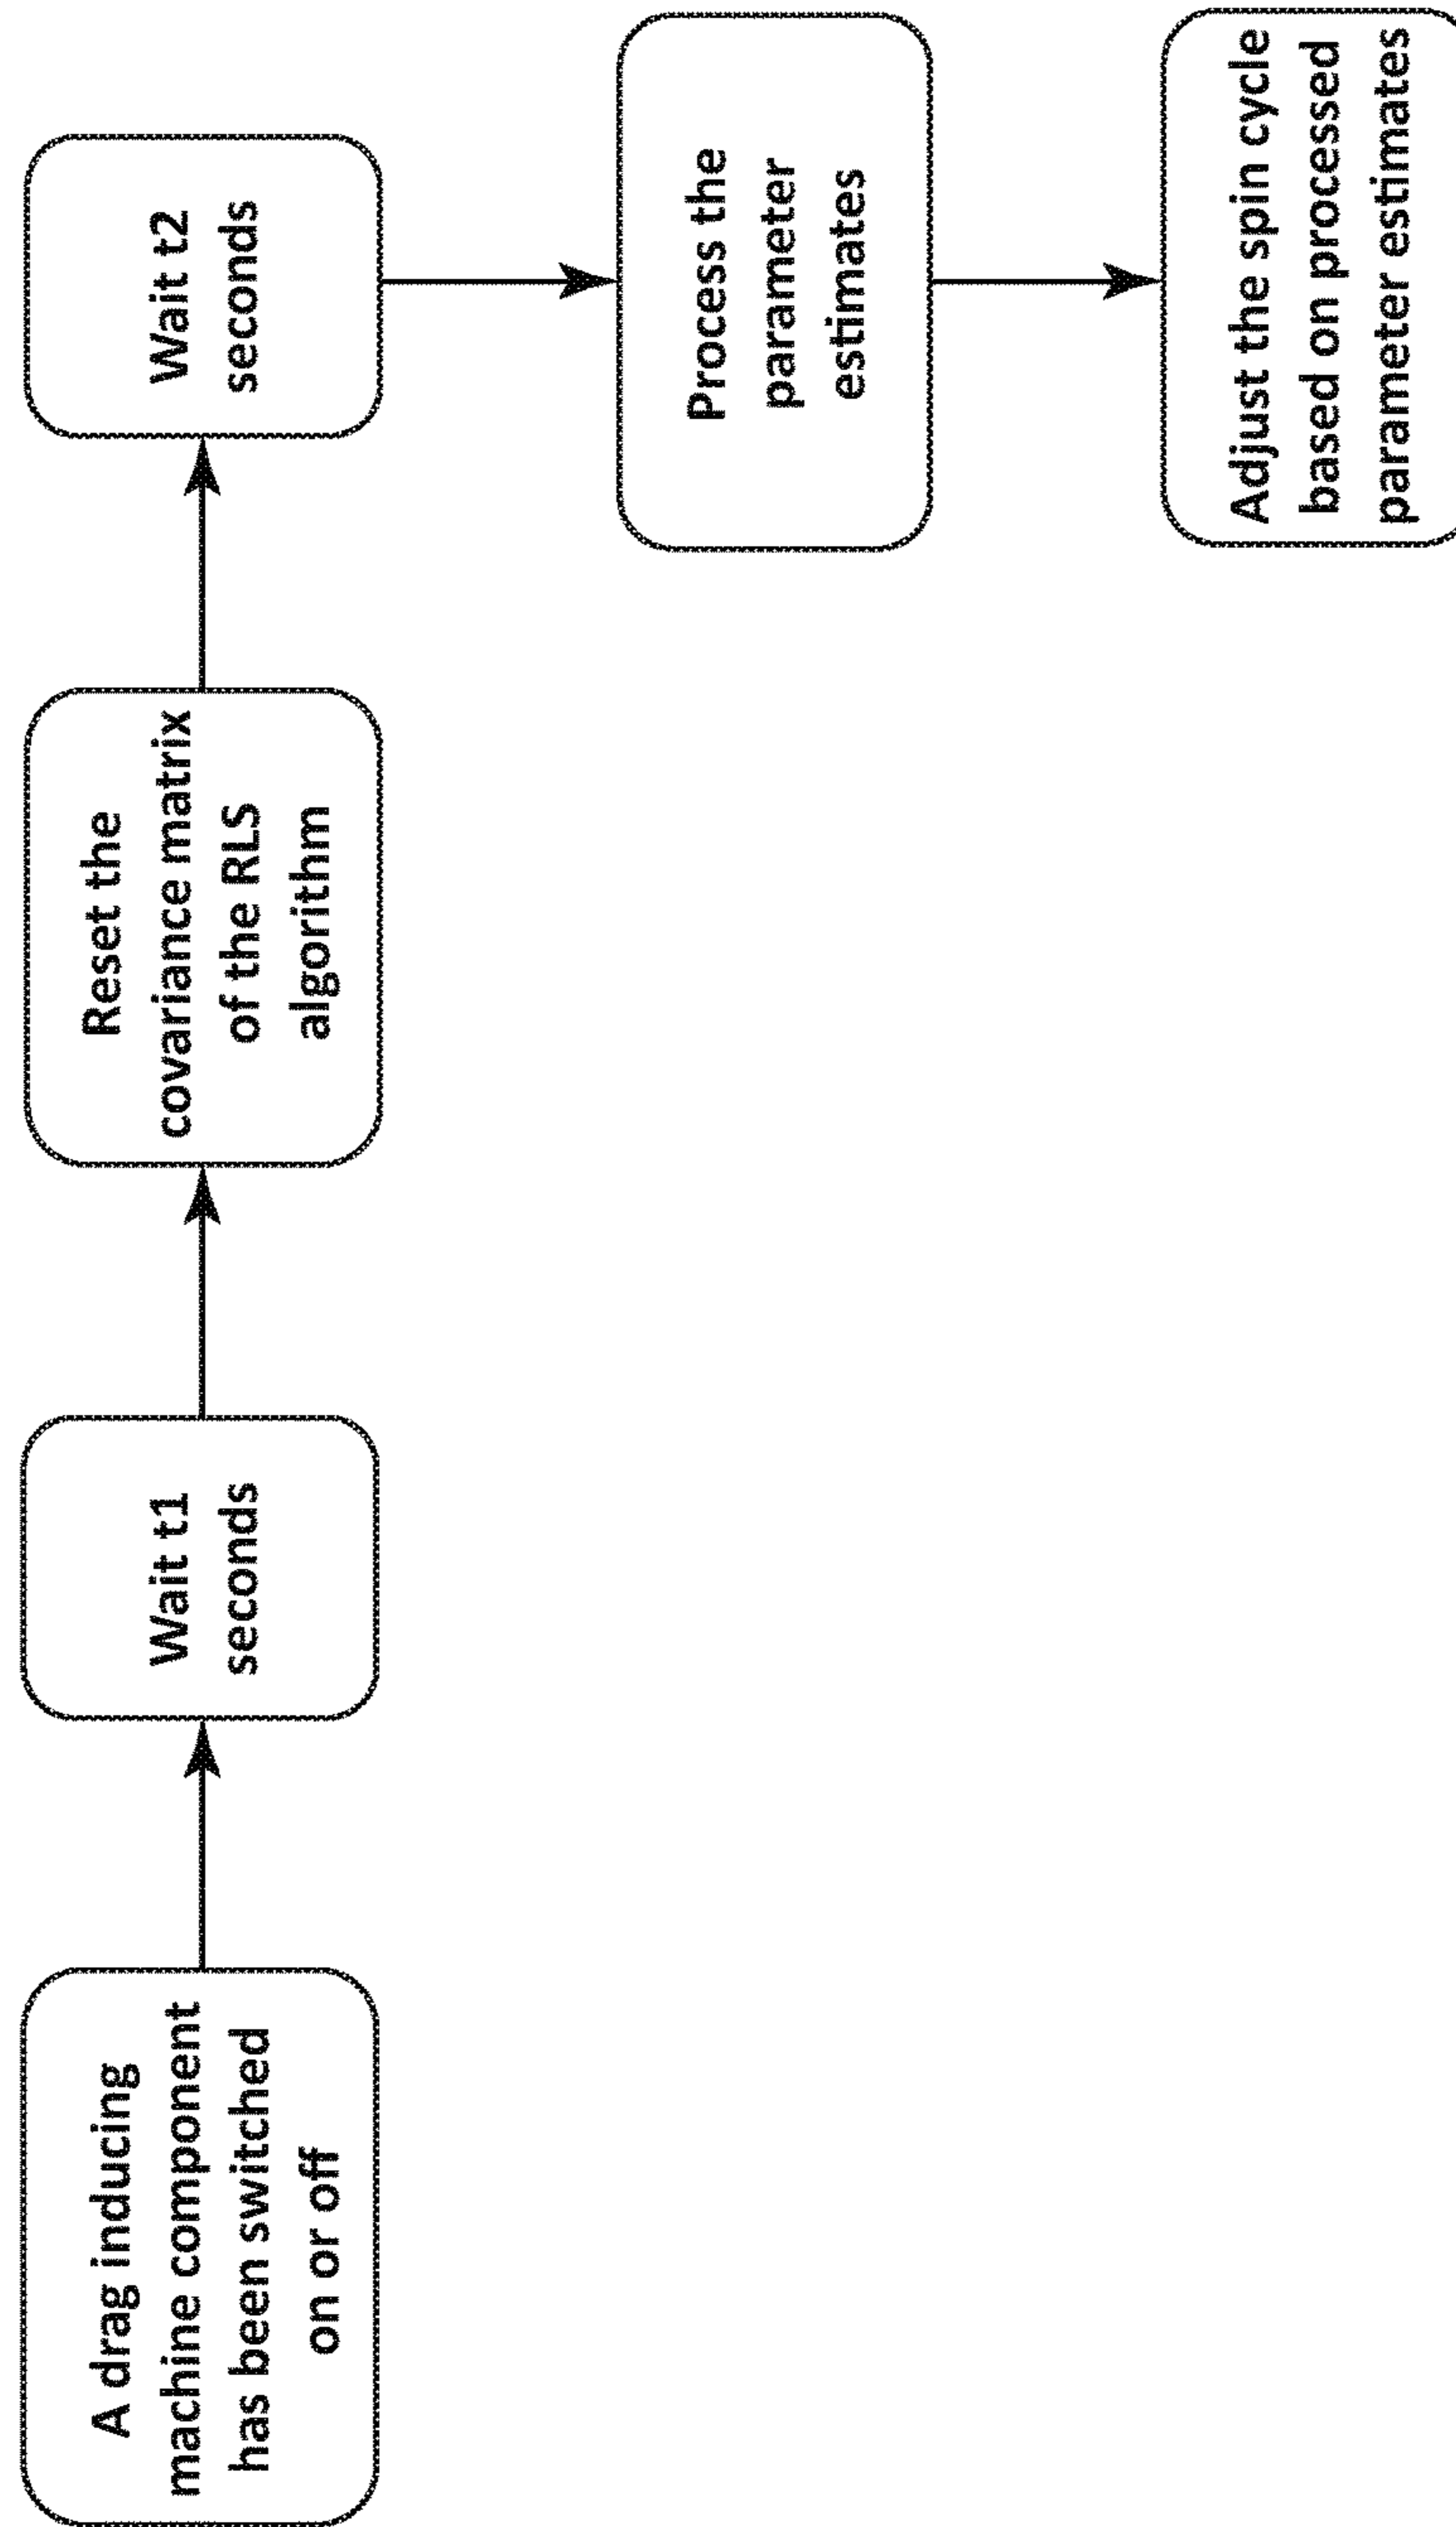 A drag inducing
machine component
has been switched
on or off
Wait t1
seconds
Reset the
covariance matrix
of the RLS
algorithm
Wait t2
seconds
Process the
parameter
estimates
Adjust the spin cycle
based on processed
parameter estimates